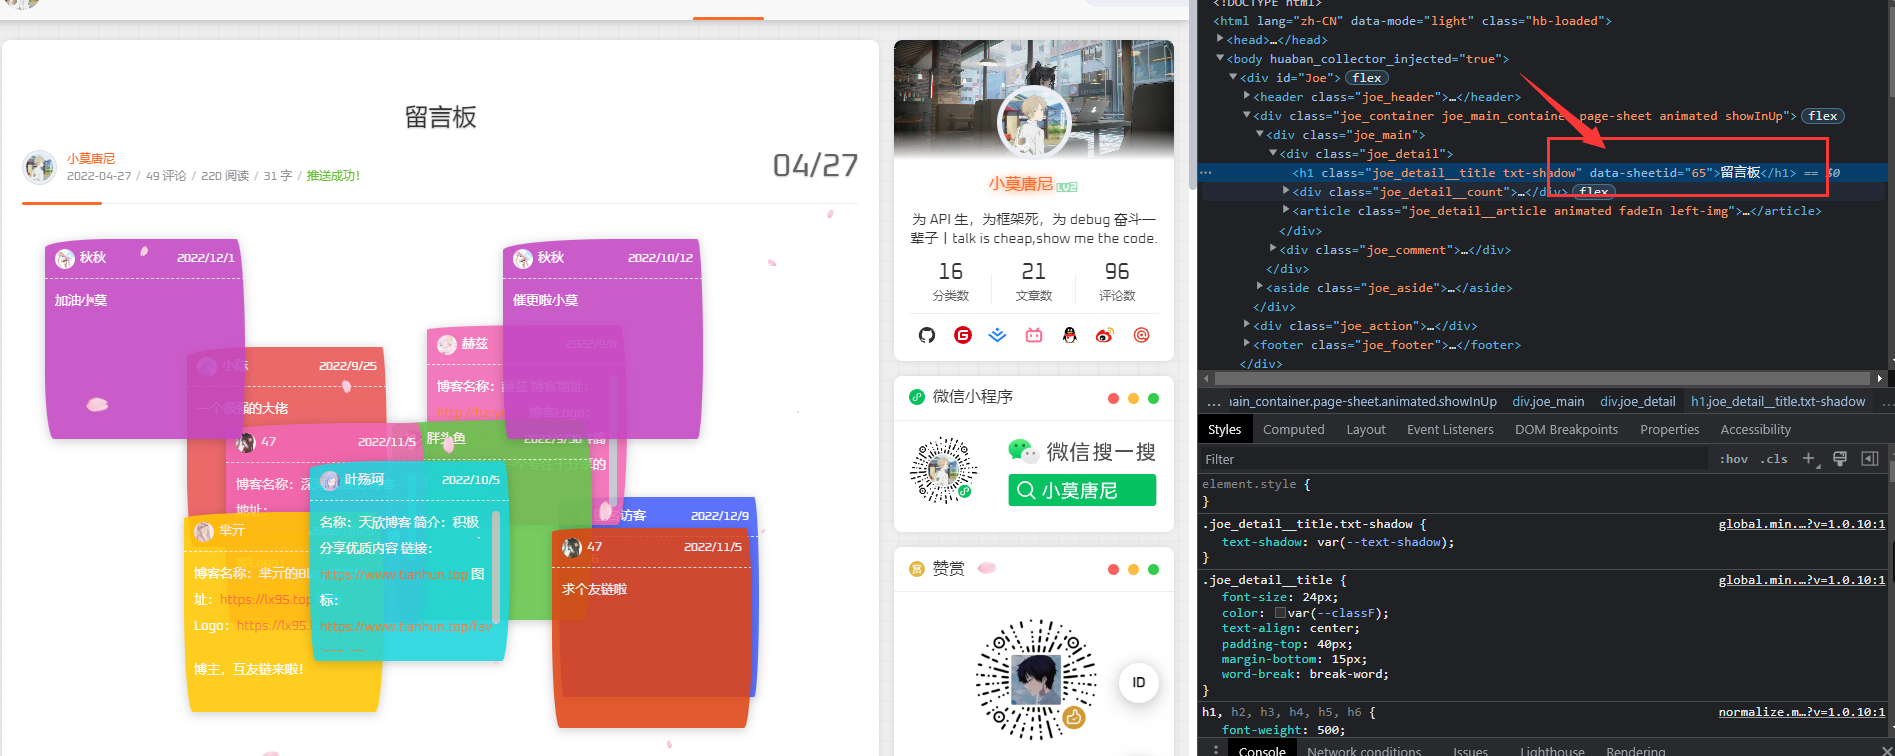 留言板
小莫唐尼
2022-04-27 / 49 评论 / 220 阅读 / 31 字 / 推送成功!
04/27
秋秋 2022/12/1
加油小莫
秋秋 2022/10/12
催更啦小莫
小陈 2022/9/25
一个很强的大佬
赫兹 2022/9/8
博客名称:
47 2022/11/5
博客名称:
地址:
胖头鱼 2022/9/30
叶殇珂 2022/10/5
名称: 天欣博客 简介: 积极
分享优质内容 链接:
https://www.tianhun.top 图
标:
https://www.tianhun.top/fav
芈亓
博客名称: 芈亓的Bl
址: https://lx95.top
Logo: https://lx95.
博主, 互友链来啦!
访客 2022/12/9
47 2022/11/5
求个友链啦
小莫唐尼 LV2
为 API 生，为框架死，为 debug 奋斗一
辈子丨talk is cheap,show me the code.
16 21 96
分类数 文章数 评论数
微信小程序
微信搜一搜
小莫唐尼
赏 赞赏
ID
<!DOCTYPE html>
<html lang="zh-CN" data-mode="light" class="hb-loaded">
<head>…</head>
<body huaban_collector_injected="true">
<div id="Joe"> flex
<header class="joe_header">…</header>
<div class="joe_container joe_main_container page-sheet animated showInUp"> flex
<div class="joe_main">
<div class="joe_detail">
<h1 class="joe_detail__title txt-shadow" data-sheetid="65">留言板</h1> == $0
<div class="joe_detail__count">…</div> flex
<article class="joe_detail__article animated fadeIn left-img">…</article>
</div>
<div class="joe_comment">…</div>
</div>
<aside class="joe_aside">…</aside>
</div>
<div class="joe_action">…</div>
<footer class="joe_footer">…</footer>
</div>
… main_container.page-sheet.animated.showInUp div.joe_main div.joe_detail h1.joe_detail__title.txt-shadow …
Styles Computed Layout Event Listeners DOM Breakpoints Properties Accessibility
Filter :hov .cls +
element.style {
}
.joe_detail__title.txt-shadow { global.min.…?v=1.0.10:1
text-shadow: var(--text-shadow);
}
.joe_detail__title { global.min.…?v=1.0.10:1
font-size: 24px;
color: var(--classF);
text-align: center;
padding-top: 40px;
margin-bottom: 15px;
word-break: break-word;
}
h1, h2, h3, h4, h5, h6 { normalize.m…?v=1.0.10:1
font-weight: 500;
Console Network conditions Issues Lighthouse Rendering